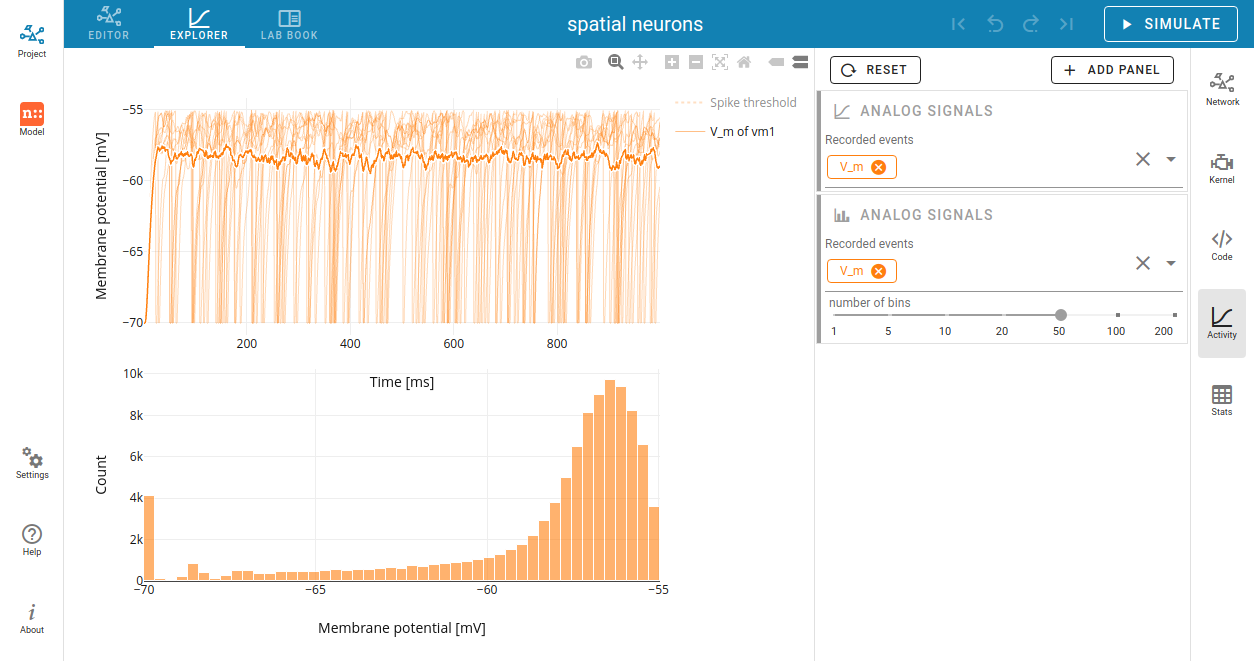 Project
n::
Model
Settings
Help
i
About
EDITOR
EXPLORER
LAB BOOK
spatial neurons
SIMULATE
−55
−60
−65
−70
Membrane potential [mV]
200
400
600
800
Time [ms]
Spike threshold
V_m of vm1
10k
8k
6k
4k
2k
0
Count
−70
−65
−60
−55
Membrane potential [mV]
RESET
ADD PANEL
ANALOG SIGNALS
Recorded events
V_m
ANALOG SIGNALS
Recorded events
V_m
number of bins
1 5 10 20 50 100 200
Network
Kernel
Code
Activity
Stats